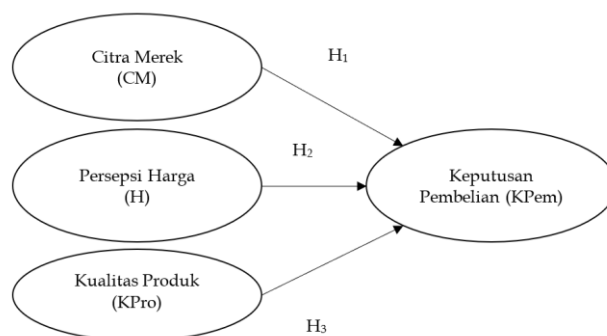 Citra Merek
(CM)
H₁
Persepsi Harga
(H)
H₂
Keputusan
Pembelian (KPem)
Kualitas Produk
(KPro)
H₃